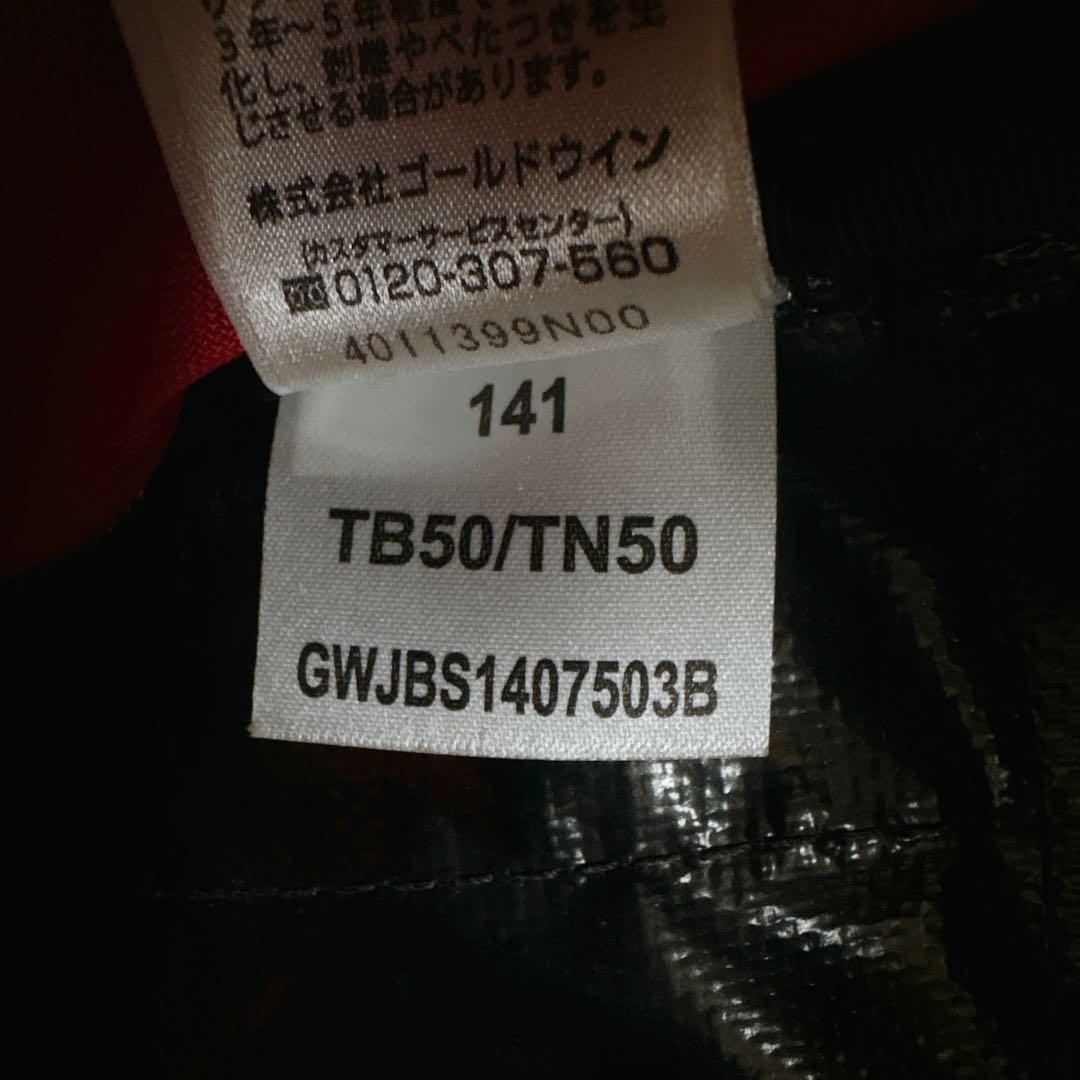 3年〜5年程度で
化し、剥離やべたつきを生
じさせる場合があります。
株式会社ゴールドウイン
(カスタマーサービスセンター)
0120-307-560
4011399N00
141
TB50/TN50
GWJBS1407503B